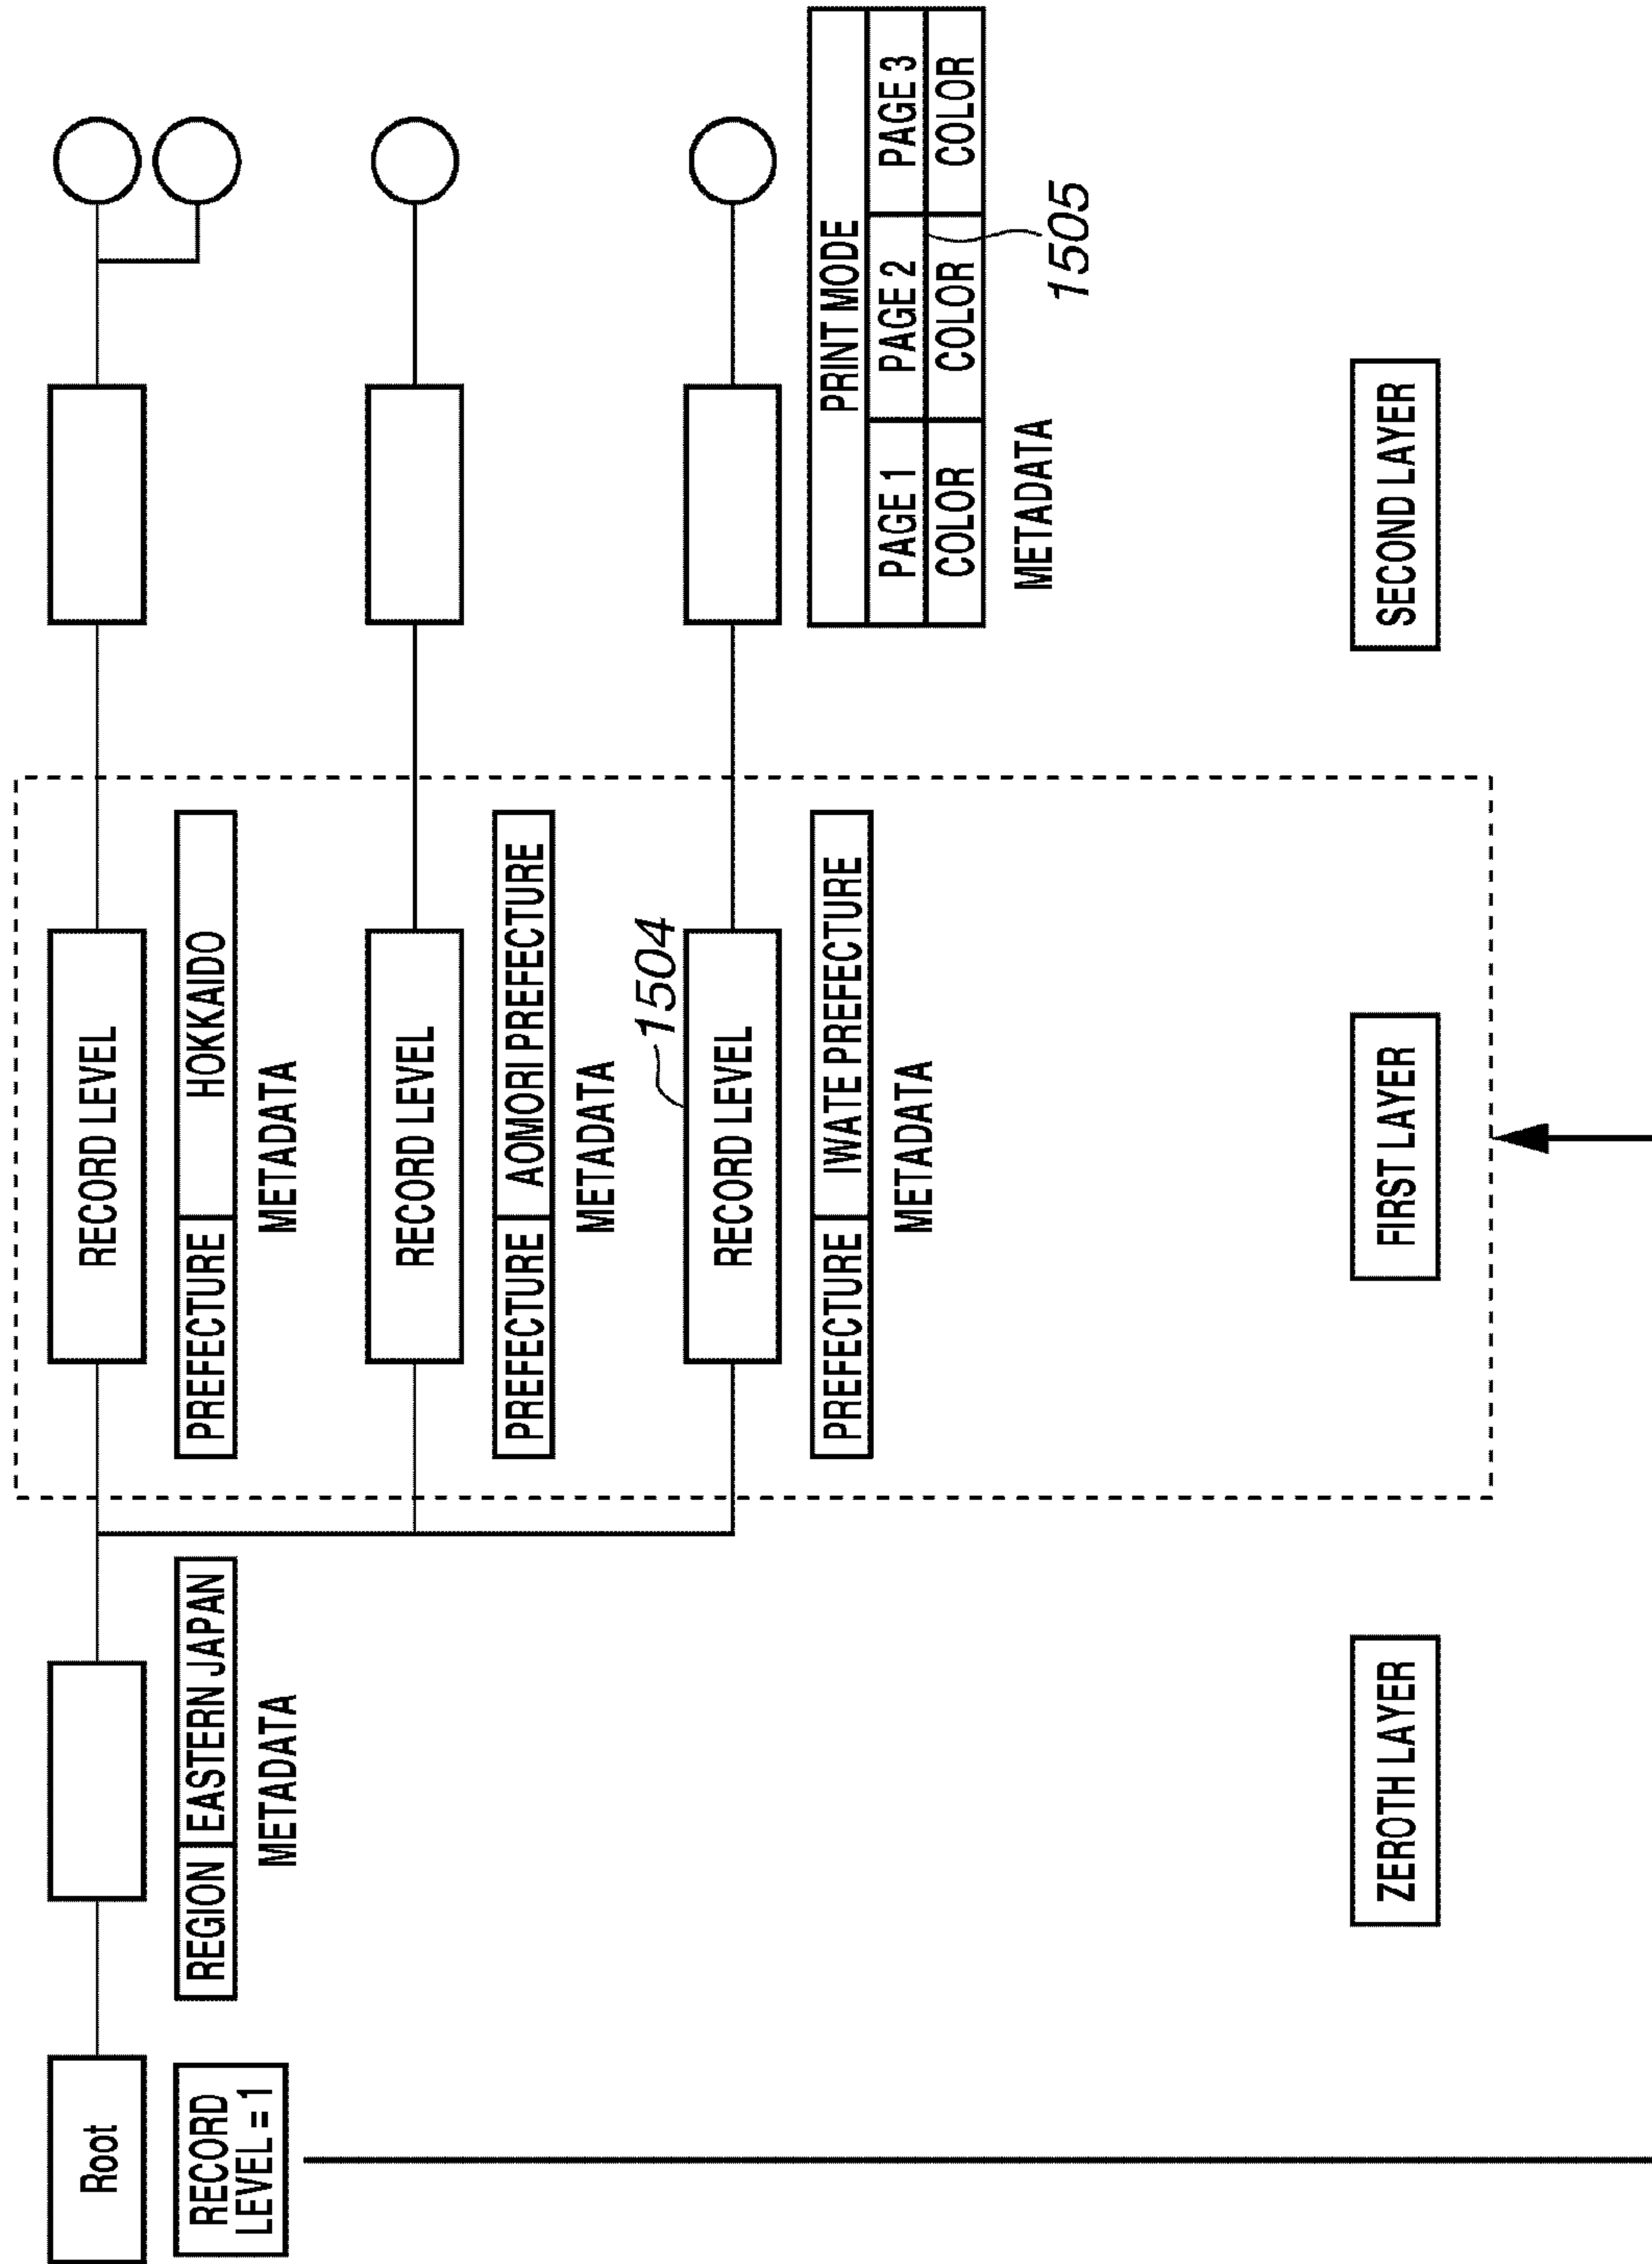 Root
RECORD
LEVEL = 1
REGION EASTERN JAPAN
METADATA
RECORD LEVEL
PREFECTURE HOKKAIDO
METADATA
RECORD LEVEL
PREFECTURE AOMORI PREFECTURE
METADATA
1504
RECORD LEVEL
PREFECTURE IWATE PREFECTURE
METADATA
PRINT MODE
PAGE 1 PAGE 2 PAGE 3
COLOR COLOR COLOR
METADATA
1505
ZEROTH LAYER
FIRST LAYER
SECOND LAYER